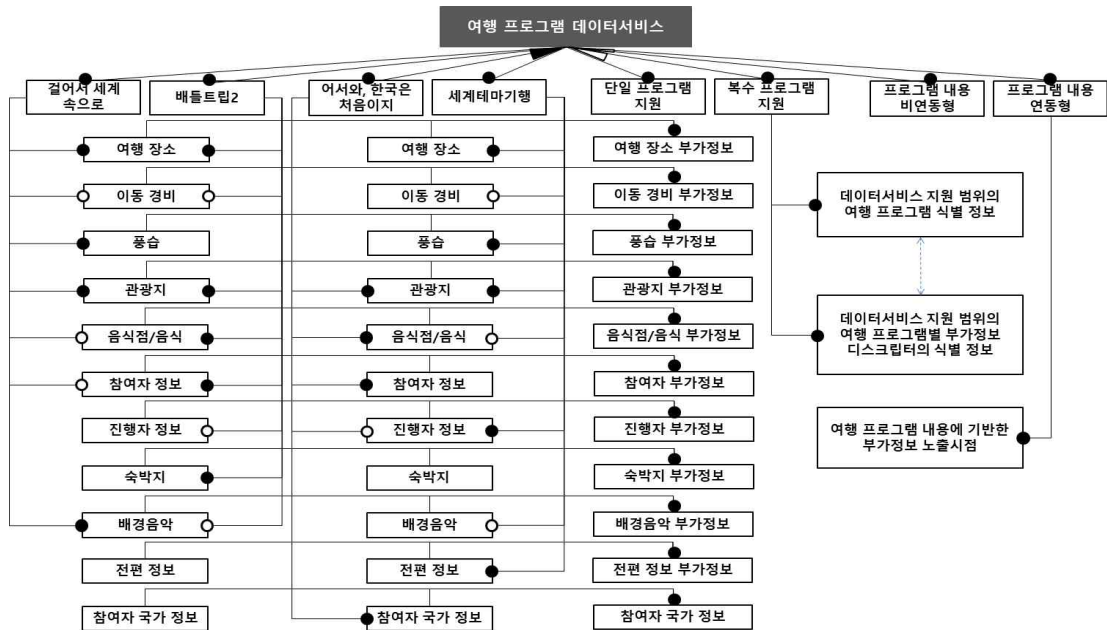 여행 프로그램 데이터서비스
걸어서 세계
속으로
배틀트립2
어서와, 한국은
처음이지
세계테마기행
단일 프로그램
지원
복수 프로그램
지원
프로그램 내용
비연동형
프로그램 내용
연동형
여행 장소
여행 장소
여행 장소 부가정보
이동 경비
이동 경비
이동 경비 부가정보
데이터서비스 지원 범위의
여행 프로그램 식별 정보
풍습
풍습
풍습 부가정보
관광지
관광지
관광지 부가정보
음식점/음식
음식점/음식
음식점/음식 부가정보
데이터서비스 지원 범위의
여행 프로그램별 부가정보
디스크립터의 식별 정보
참여자 정보
참여자 정보
참여자 부가정보
진행자 정보
진행자 정보
진행자 부가정보
여행 프로그램 내용에 기반한
부가정보 노출시점
숙박지
숙박지
숙박지 부가정보
배경음악
배경음악
배경음악 부가정보
전편 정보
전편 정보
전편 정보 부가정보
참여자 국가 정보
참여자 국가 정보
참여자 국가 정보